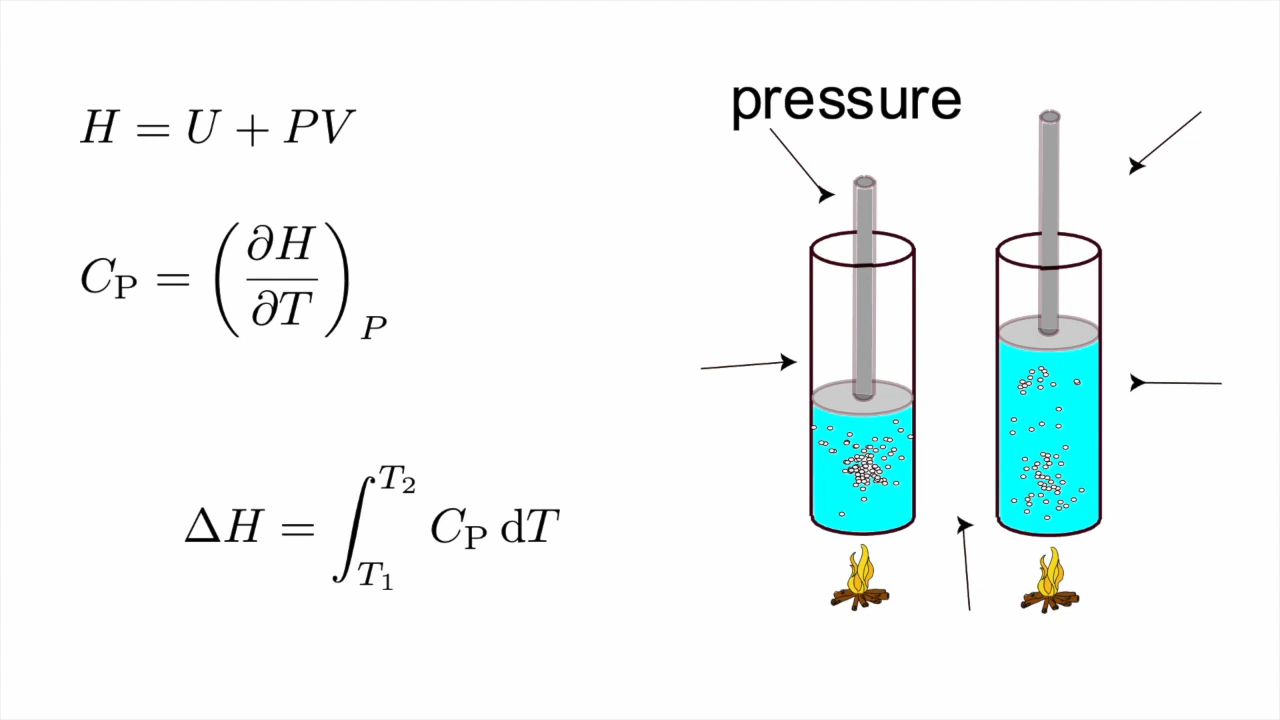 H = U + PV
pressure
C_P = (∂H/∂T)_P
ΔH = ∫_{T_1}^{T_2} C_P dT